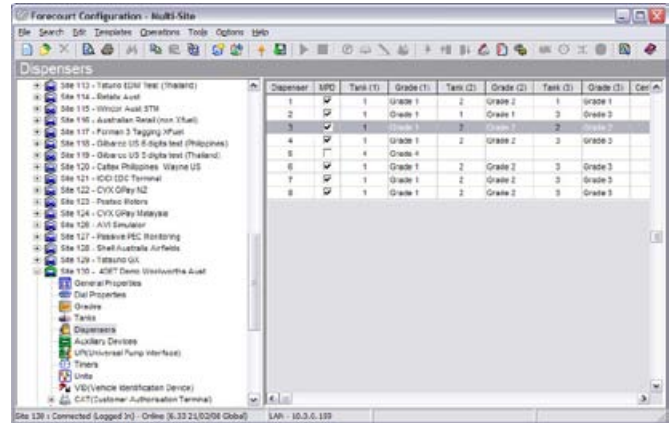 Forecourt Configuration - Multi-Site
File Search Edit Templates Operations Tools Options Help
Dispensers
Site 113 - Tatuno EDM Test (Thailand)
Site 114 - Retalix Aust
Site 115 - Wincor Aust STM
Site 116 - Australian Retail (non Xfuel)
Site 117 - Forman 3 Tagging XFuel
Site 118 - Gilbarco US 6 digits test (Philippines)
Site 119 - Gilbarco US 5 digits test (Thailand)
Site 120 - Caltex Philippines Wayne US
Site 121 - ICCI EDC Terminal
Site 122 - CVX GPay NZ
Site 123 - Postec Motors
Site 124 - CVX GPay Malaysia
Site 126 - AVI Simulator
Site 127 - Passive PEC Monitoring
Site 128 - Shell Australia Airfields
Site 129 - Tatsuno GX
Site 130 - 4DET Demo Woolworths Aust
General Properties
Dial Properties
Grades
Tanks
Dispensers
Auxiliary Devices
UPI(Universal Pump Interface)
Timers
Units
VID(Vehicle Identification Device)
CAT(Customer Authorisation Terminal)
Dispenser MPD Tank (1) Grade (1) Tank (2) Grade (2) Tank (3) Grade (3)
1 1 Grade 1 2 Grade 2 1 Grade 1
2 1 Grade 1 1 Grade 1 3 Grade 3
3 1 Grade 1 2 Grade 2 2 Grade 2
4 1 Grade 1 2 Grade 2 3 Grade 3
5 4 Grade 4
6 1 Grade 1 2 Grade 2 3 Grade 3
7 1 Grade 1 2 Grade 2 3 Grade 3
8 1 Grade 1 2 Grade 2 3 Grade 3
Site 130 : Connected (Logged In) - Online [6.33 21/02/08 Global] LAN - 10.3.0.155